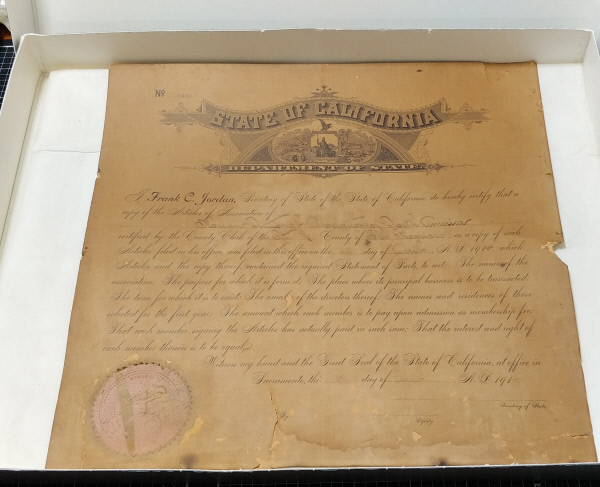 No
STATE OF CALIFORNIA
DEPARTMENT OF STATE.
I Frank C. Jordan, Secretary of State of the State of California, do hereby certify that a
copy of the Articles of Association of
certified by the County Clerk of the County of as a copy of such
Articles filed in his office, was filed in this office on the day of A. D. 19 which
Articles and the copy thereof contained the required Statement of Facts, to wit: The name of the
association. The purpose for which it is formed. The place where its principal business is to be transacted.
The term for which it is to exist. The names of the directors thereof. The names and residences of those
selected for the first year. The amount which each member is to pay upon admission as membership fee,
That each member signing the Articles has actually paid in such sum. That the interest and right of
each member therein is to be equal.
Witness my hand and the Great Seal of the State of California, at office in
Sacramento, the day of A. D. 191
Secretary of State
Deputy